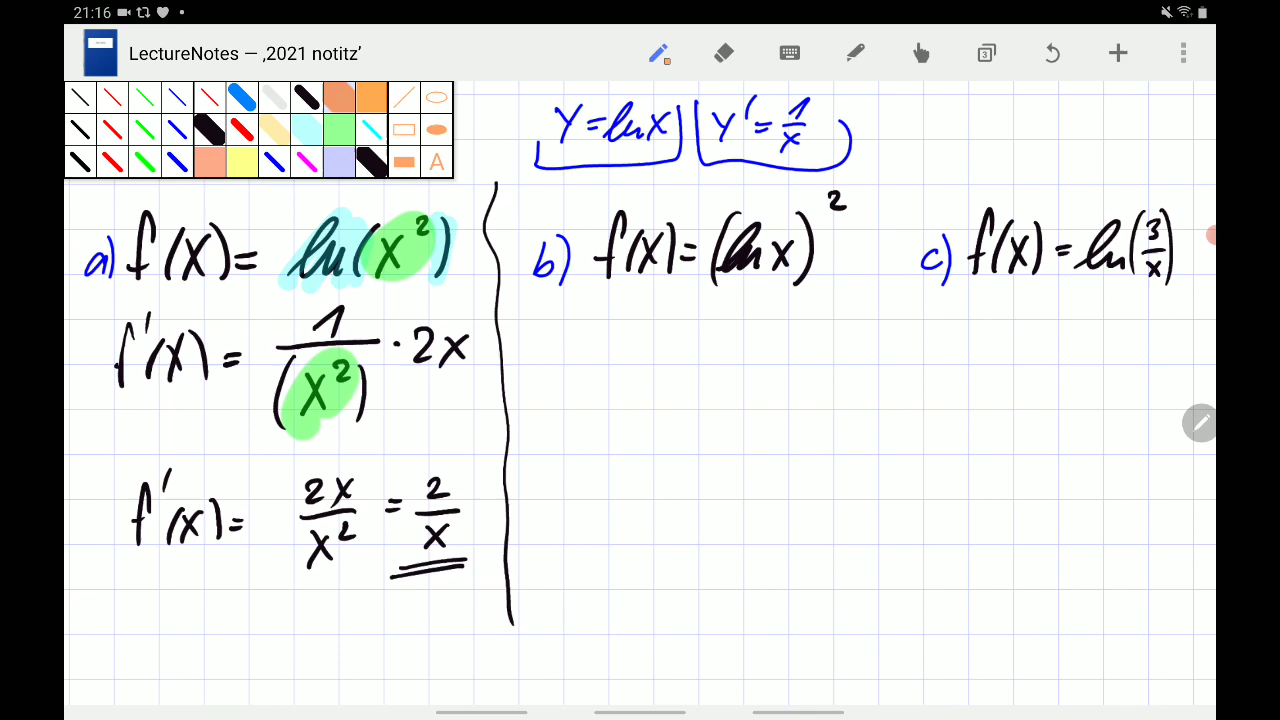 21:16
LectureNotes — ‚2021 notitz’
3
A
y = ln x | y' = 1/x
a) f(x) = ln(x²)
f'(x) = 1/(x²) · 2x
f'(x) = 2x/x² = 2/x
b) f(x) = (ln x)²
c) f(x) = ln(3/x)